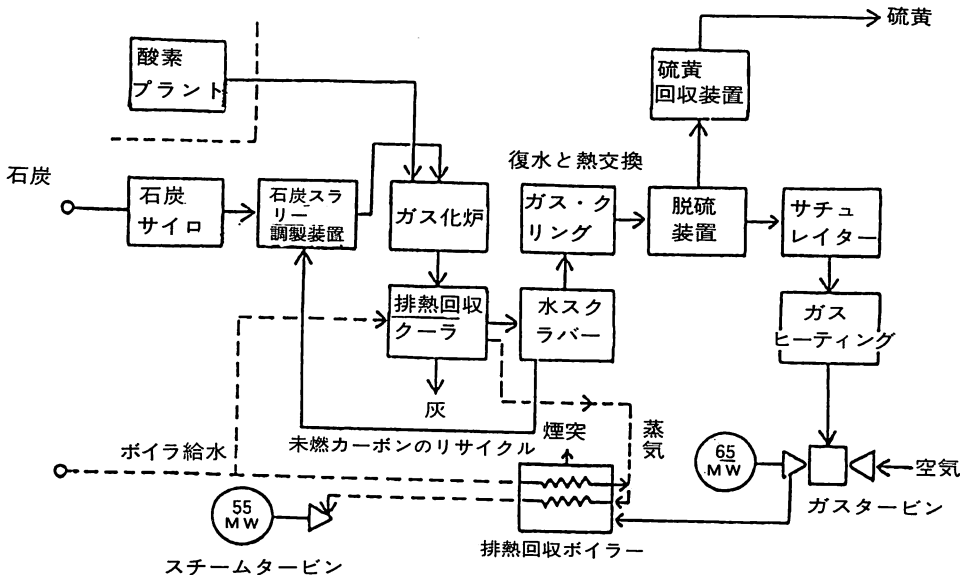 硫黄
酸素
プラント
硫黄
回収装置
復水と熱交換
石炭
石炭
サイロ
石炭スラ
リー
調製装置
ガス化炉
ガス・ク
リング
脱硫
装置
サチュ
レイター
排熱回収
クーラ
水スク
ラバー
ガス
ヒーティング
灰
未燃カーボンのリサイクル
煙突
蒸気
ボイラ給水
65
MW
空気
ガスタービン
55
MW
排熱回収ボイラー
スチームタービン